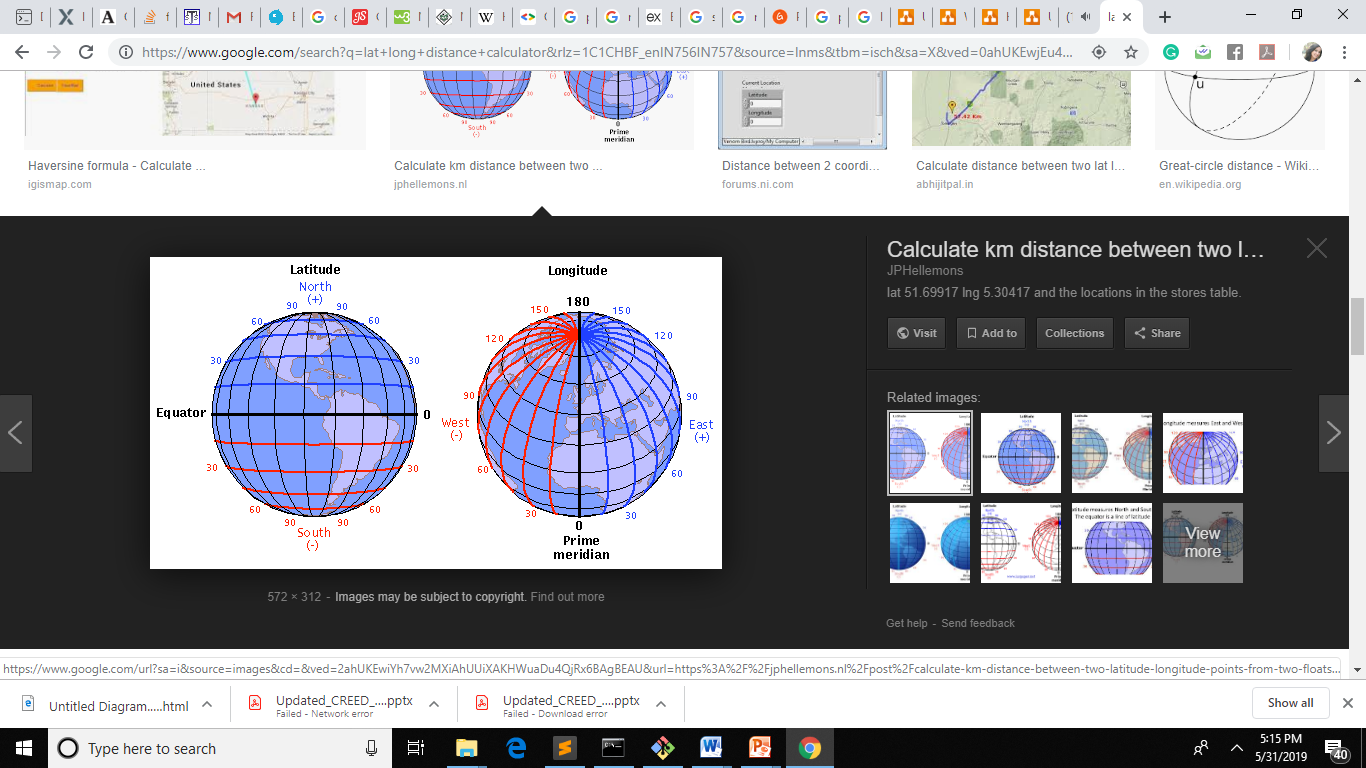 https://www.google.com/search?q=lat+long+distance+calculator&rlz=1C1CHBF_enIN756IN757&source=lnms&tbm=isch&sa=X&ved=0ahUKEwjEu4...
United States
South
(-)
Prime
meridian
Current Location
Latitude
Longitude
u
Haversine formula - Calculate ...
igismap.com
Calculate km distance between two ...
jphellemons.nl
Distance between 2 coordi...
forums.ni.com
Calculate distance between two lat l...
abhijitpal.in
Great-circle distance - Wiki...
en.wikipedia.org
Latitude
North
(+)
90 90
60 60
30 30
Equator 0
30 30
60 60
90 90
South
(-)
Longitude
180
150 150
120 120
90 90
West
(-)
East
(+)
60 60
30 30
0
Prime
meridian
572 × 312 - Images may be subject to copyright. Find out more
Calculate km distance between two l...
JPHellemons
lat 51.69917 lng 5.30417 and the locations in the stores table.
Visit
Add to
Collections
Share
Related images:
View
more
Get help - Send feedback
https://www.google.com/url?sa=i&source=images&cd=&ved=2ahUKEwiYh7vw2MXiAhUUiXAKHWuaDu4QjRx6BAgBEAU&url=https%3A%2F%2Fjphellemons.nl%2Fpost%2Fcalculate-km-distance-between-two-latitude-longitude-points-from-two-floats...
Untitled Diagram.....html
Updated_CREED_....pptx
Failed - Network error
Updated_CREED_....pptx
Failed - Download error
Show all
Type here to search
5:15 PM
5/31/2019
40